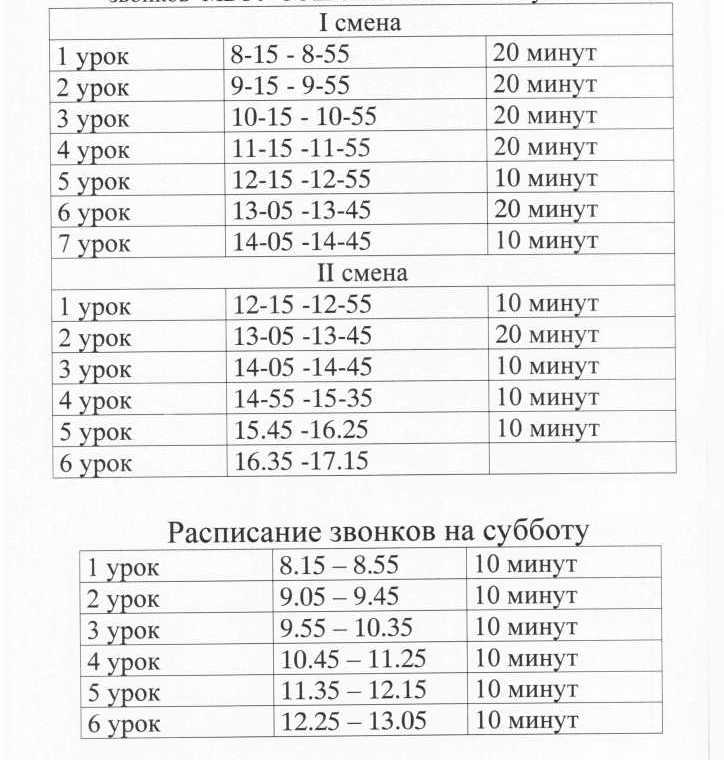 I смена
1 урок 8-15 - 8-55 20 минут
2 урок 9-15 - 9-55 20 минут
3 урок 10-15 - 10-55 20 минут
4 урок 11-15 -11-55 20 минут
5 урок 12-15 -12-55 10 минут
6 урок 13-05 -13-45 20 минут
7 урок 14-05 -14-45 10 минут
II смена
1 урок 12-15 -12-55 10 минут
2 урок 13-05 -13-45 20 минут
3 урок 14-05 -14-45 10 минут
4 урок 14-55 -15-35 10 минут
5 урок 15.45 -16.25 10 минут
6 урок 16.35 -17.15
Расписание звонков на субботу
1 урок 8.15 – 8.55 10 минут
2 урок 9.05 – 9.45 10 минут
3 урок 9.55 – 10.35 10 минут
4 урок 10.45 – 11.25 10 минут
5 урок 11.35 – 12.15 10 минут
6 урок 12.25 – 13.05 10 минут